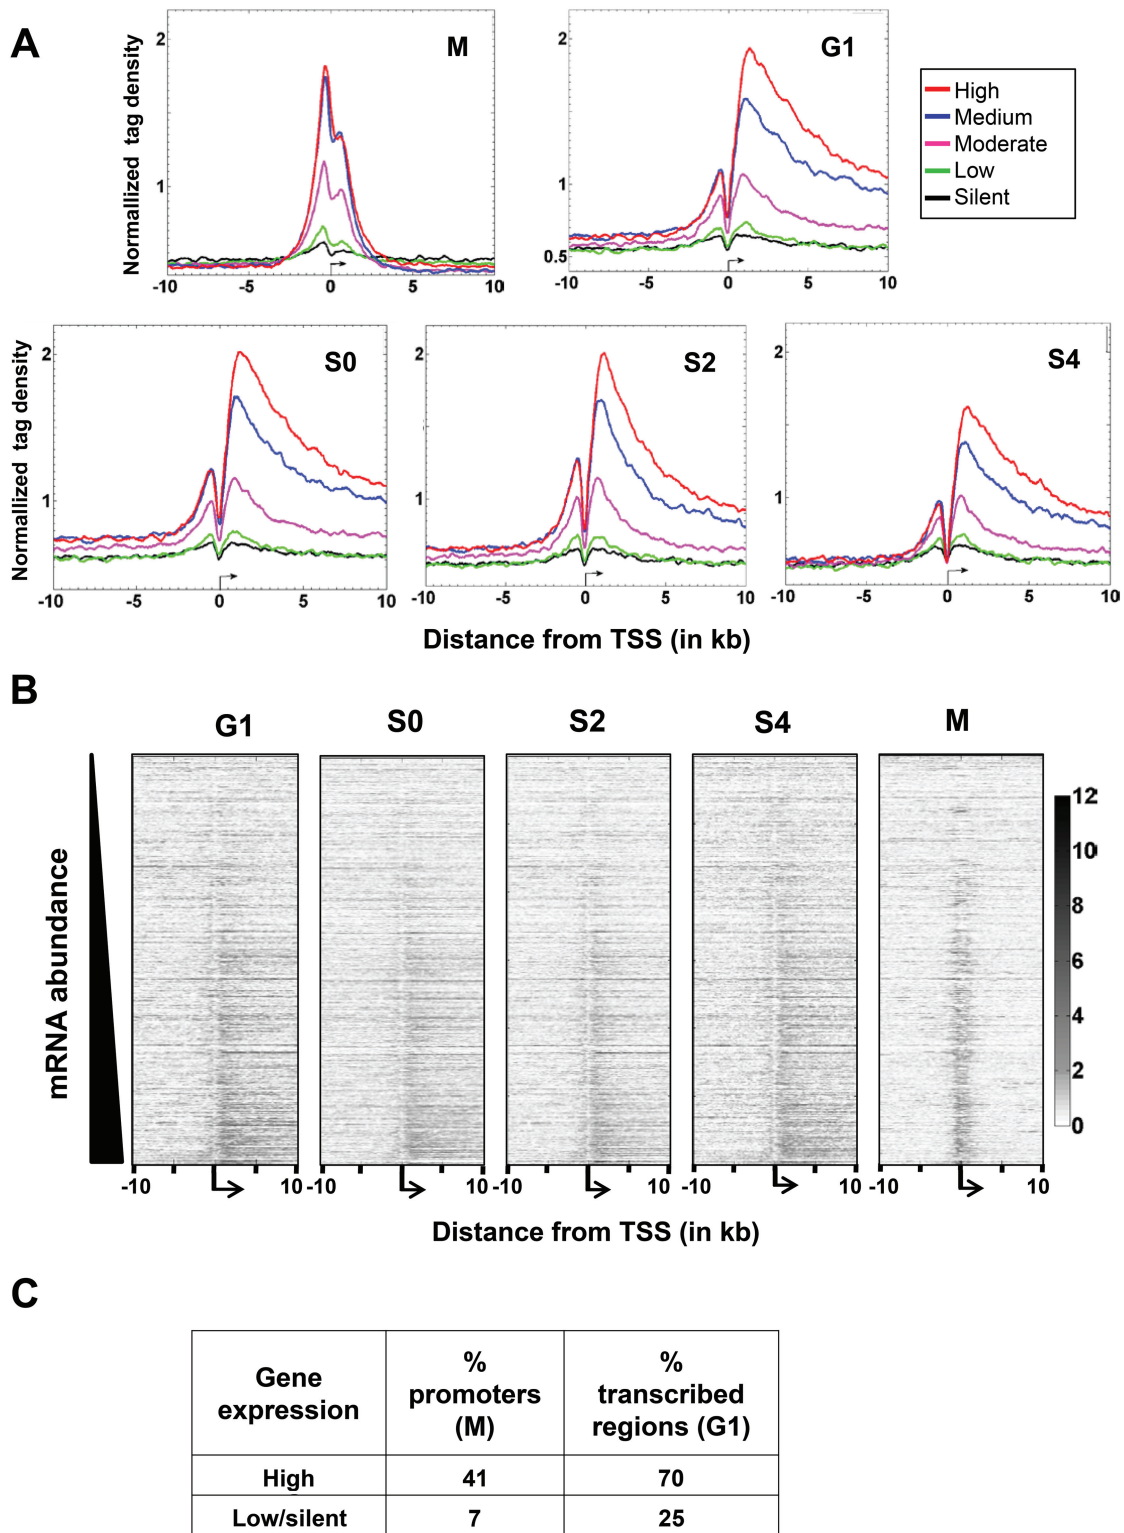 A
M
G1
Normallized tag density
2
1
-10
-5
0
5
10
2
1
0.5
-10
-5
0
5
10
High
Medium
Moderate
Low
Silent
S0
S2
S4
Normallized tag density
2
1
-10
-5
0
5
10
2
1
-10
-5
0
5
10
2
1
-10
-5
0
5
10
Distance from TSS (in kb)
B
G1
S0
S2
S4
M
mRNA abundance
12
10
8
6
4
2
0
-10
10
-10
10
-10
10
-10
10
-10
10
Distance from TSS (in kb)
C
Gene expression
% promoters (M)
% transcribed regions (G1)
High
41
70
Low/silent
7
25